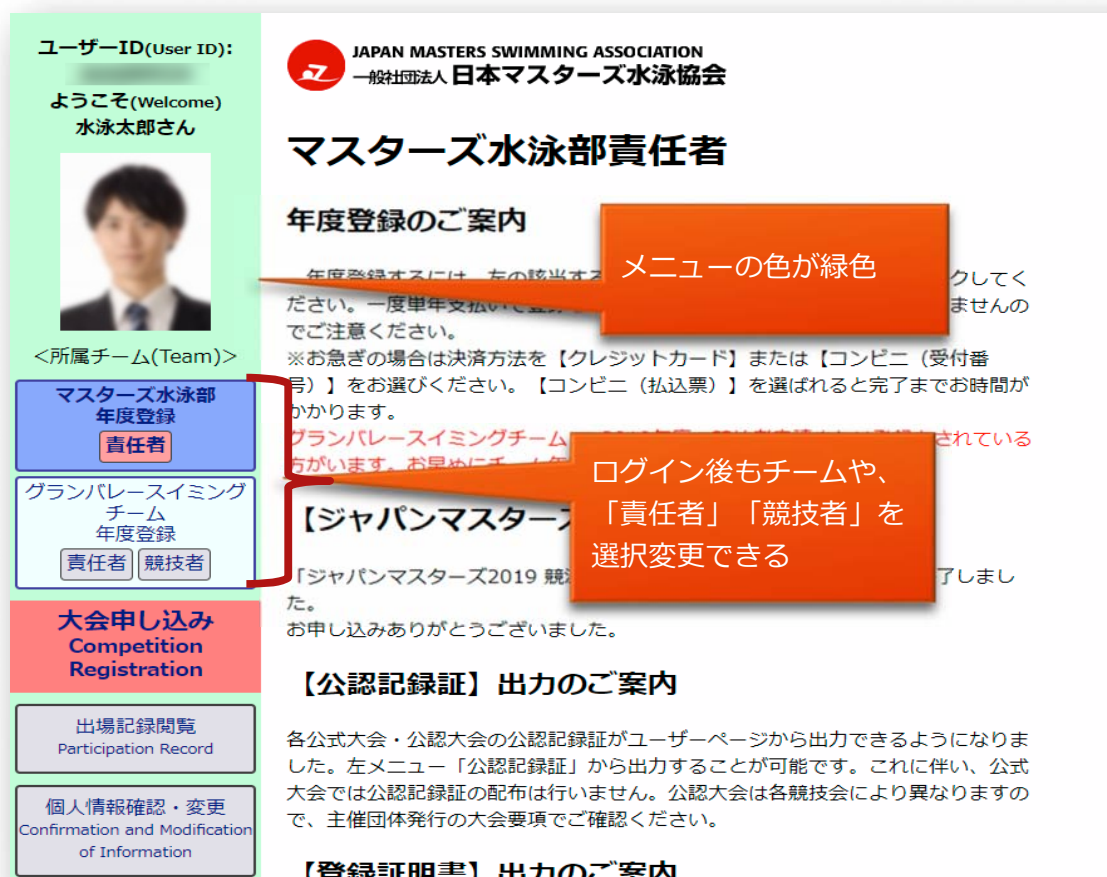 ユーザーID(User ID):
ようこそ(Welcome)
水泳太郎さん
<所属チーム(Team)>
マスターズ水泳部
年度登録
責任者
グランバレースイミング
チーム
年度登録
責任者 競技者
大会申し込み
Competition
Registration
出場記録閲覧
Participation Record
個人情報確認・変更
Confirmation and Modification
of Information
JAPAN MASTERS SWIMMING ASSOCIATION
一般社団法人 日本マスターズ水泳協会
マスターズ水泳部責任者
年度登録のご案内
年度登録するには、左の該当する
クしてく
ださい。一度単年支払いで
ませんの
でご注意ください。
※お急ぎの場合は決済方法を【クレジットカード】または【コンビニ（受付番
号）】をお選びください。【コンビニ（払込票）】を選ばれると完了までお時間が
かかります。
グランバレースイミングチーム
されている
方がいます。お早めにチーム
メニューの色が緑色
ログイン後もチームや、
「責任者」「競技者」を
選択変更できる
【ジャパンマスターズ
「ジャパンマスターズ2019 競
了しまし
た。
お申し込みありがとうございました。
【公認記録証】出力のご案内
各公式大会・公認大会の公認記録証がユーザーページから出力できるようになりま
した。左メニュー「公認記録証」から出力することが可能です。これに伴い、公式
大会では公認記録証の配布は行いません。公認大会は各競技会により異なりますの
で、主催団体発行の大会要項でご確認ください。
【登録証明書】出力のご案内